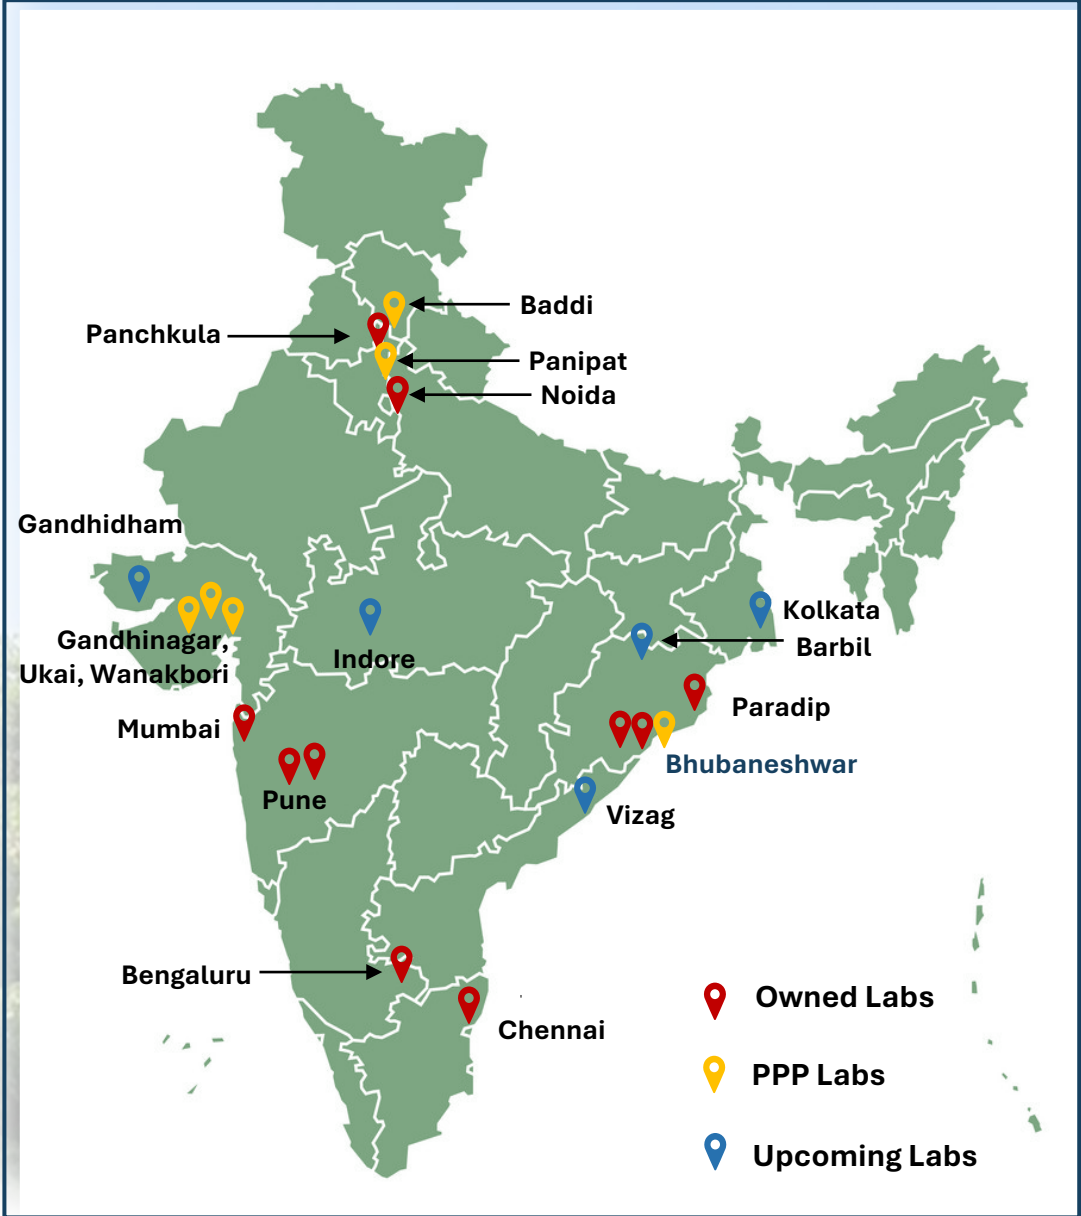 Baddi
Panchkula
Panipat
Noida
Gandhidham
Kolkata
Gandhinagar,
Ukai, Wanakbori
Indore
Barbil
Paradip
Mumbai
Bhubaneshwar
Pune
Vizag
Bengaluru
Owned Labs
Chennai
PPP Labs
Upcoming Labs